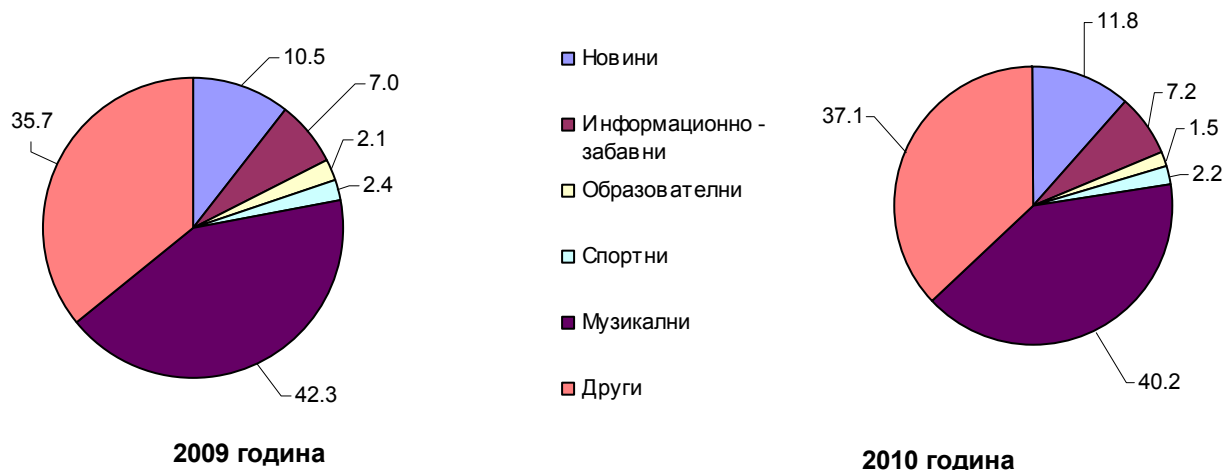 10.5
7.0
2.1
2.4
42.3
35.7
2009 година
Новини
Информационно -
забавни
Образователни
Спортни
Музикални
Други
11.8
7.2
1.5
2.2
40.2
37.1
2010 година